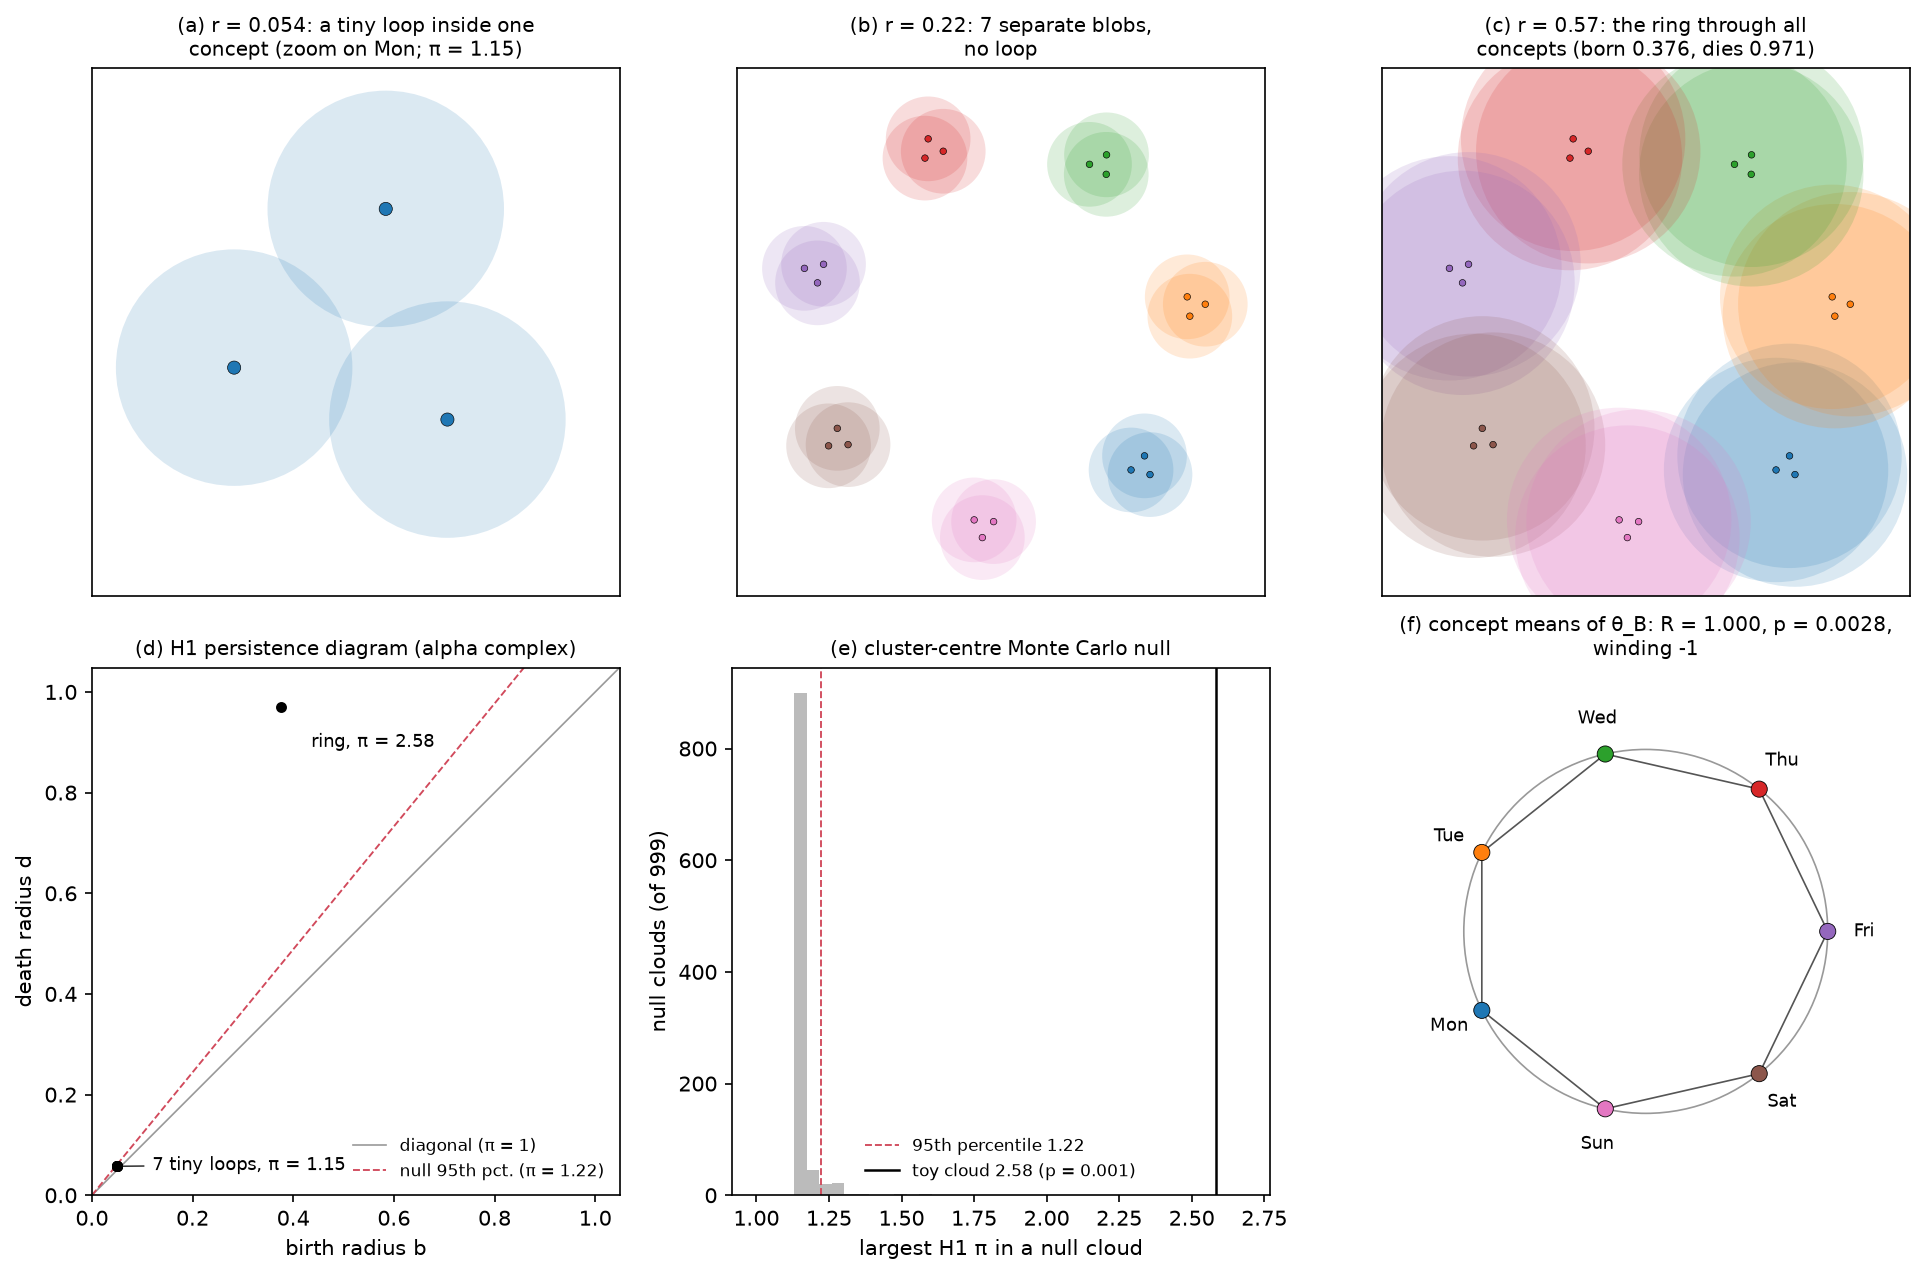 (a) r = 0.054: a tiny loop inside one
concept (zoom on Mon; π = 1.15)
(b) r = 0.22: 7 separate blobs,
no loop
(c) r = 0.57: the ring through all
concepts (born 0.376, dies 0.971)
(d) H1 persistence diagram (alpha complex)
death radius d
1.0
0.8
0.6
0.4
0.2
0.0
ring, π = 2.58
7 tiny loops, π = 1.15
diagonal (π = 1)
null 95th pct. (π = 1.22)
0.0 0.2 0.4 0.6 0.8 1.0
birth radius b
(e) cluster-centre Monte Carlo null
null clouds (of 999)
800
600
400
200
0
95th percentile 1.22
toy cloud 2.58 (p = 0.001)
1.00 1.25 1.50 1.75 2.00 2.25 2.50 2.75
largest H1 π in a null cloud
(f) concept means of θ_B: R = 1.000, p = 0.0028,
winding -1
Wed
Thu
Tue
Fri
Mon
Sat
Sun